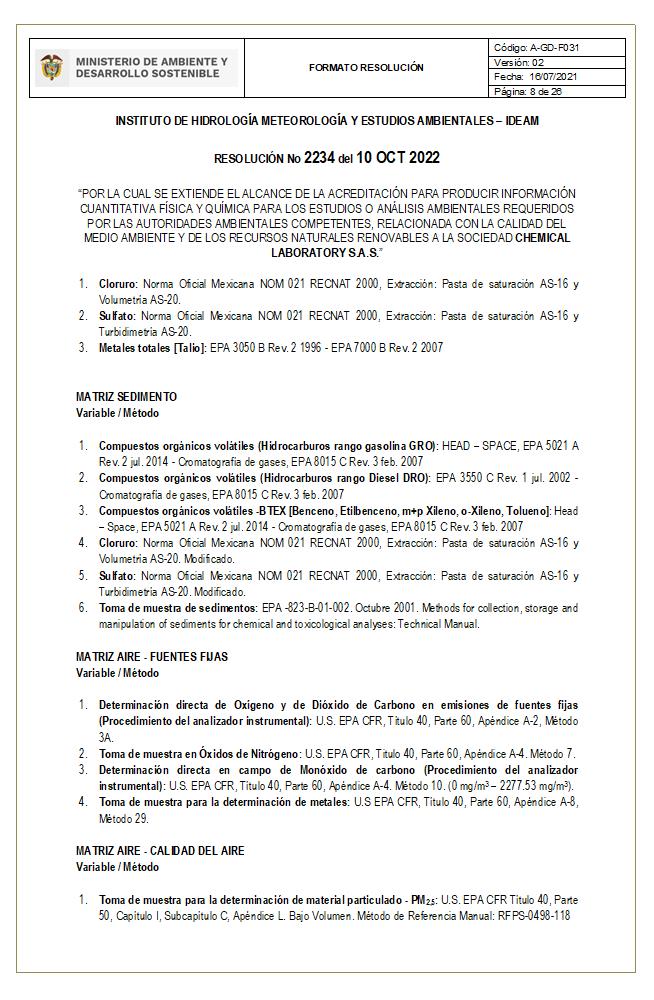 MINISTERIO DE AMBIENTE Y
DESARROLLO SOSTENIBLE
FORMATO RESOLUCIÓN
Código: A-GD-F031
Versión: 02
Fecha: 16/07/2021
Página: 8 de 26
INSTITUTO DE HIDROLOGÍA METEOROLOGÍA Y ESTUDIOS AMBIENTALES – IDEAM
RESOLUCIÓN No 2234 del 10 OCT 2022
“POR LA CUAL SE EXTIENDE EL ALCANCE DE LA ACREDITACIÓN PARA PRODUCIR INFORMACIÓN
CUANTITATIVA FÍSICA Y QUÍMICA PARA LOS ESTUDIOS O ANÁLISIS AMBIENTALES REQUERIDOS
POR LAS AUTORIDADES AMBIENTALES COMPETENTES, RELACIONADA CON LA CALIDAD DEL
MEDIO AMBIENTE Y DE LOS RECURSOS NATURALES RENOVABLES A LA SOCIEDAD CHEMICAL
LABORATORY S.A.S.”
1. Cloruro: Norma Oficial Mexicana NOM 021 RECNAT 2000, Extracción: Pasta de saturación AS-16 y
Volumetría AS-20.
2. Sulfato: Norma Oficial Mexicana NOM 021 RECNAT 2000, Extracción: Pasta de saturación AS-16 y
Turbidimetría AS-20.
3. Metales totales [Talio]: EPA 3050 B Rev. 2 1996 - EPA 7000 B Rev. 2 2007
MATRIZ SEDIMENTO
Variable / Método
1. Compuestos orgánicos volátiles (Hidrocarburos rango gasolina GRO): HEAD – SPACE, EPA 5021 A
Rev. 2 jul. 2014 - Cromatografía de gases, EPA 8015 C Rev. 3 feb. 2007
2. Compuestos orgánicos volátiles (Hidrocarburos rango Diesel DRO): EPA 3550 C Rev. 1 jul. 2002 -
Cromatografía de gases, EPA 8015 C Rev. 3 feb. 2007
3. Compuestos orgánicos volátiles -BTEX [Benceno, Etilbenceno, m+p Xileno, o-Xileno, Tolueno]: Head
– Space, EPA 5021 A Rev. 2 jul. 2014 - Cromatografía de gases, EPA 8015 C Rev. 3 feb. 2007
4. Cloruro: Norma Oficial Mexicana NOM 021 RECNAT 2000, Extracción: Pasta de saturación AS-16 y
Volumetría AS-20. Modificado.
5. Sulfato: Norma Oficial Mexicana NOM 021 RECNAT 2000, Extracción: Pasta de saturación AS-16 y
Turbidimetría AS-20. Modificado.
6. Toma de muestra de sedimentos: EPA -823-B-01-002. Octubre 2001. Methods for collection, storage and
manipulation of sediments for chemical and toxicological analyses: Technical Manual.
MATRIZ AIRE - FUENTES FIJAS
Variable / Método
1. Determinación directa de Oxígeno y de Dióxido de Carbono en emisiones de fuentes fijas
(Procedimiento del analizador instrumental): U.S. EPA CFR, Título 40, Parte 60, Apéndice A-2, Método
3A.
2. Toma de muestra en Óxidos de Nitrógeno: U.S. EPA CFR, Titulo 40, Parte 60, Apéndice A-4. Método 7.
3. Determinación directa en campo de Monóxido de carbono (Procedimiento del analizador
instrumental): U.S. EPA CFR, Título 40, Parte 60, Apéndice A-4. Método 10. (0 mg/m³ – 2277.53 mg/m³).
4. Toma de muestra para la determinación de metales: U.S EPA CFR, Título 40, Parte 60, Apéndice A-8,
Método 29.
MATRIZ AIRE - CALIDAD DEL AIRE
Variable / Método
1. Toma de muestra para la determinación de material particulado - PM2,5: U.S. EPA CFR Título 40, Parte
50, Capitulo I, Subcapitulo C, Apéndice L. Bajo Volumen. Método de Referencia Manual: RFPS-0498-118